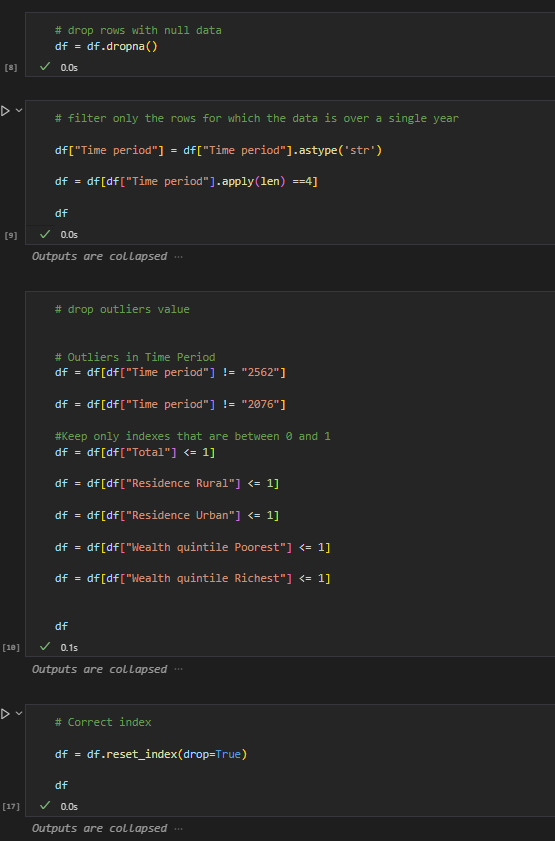 # drop rows with null data
df = df.dropna()
[8]
0.0s
# filter only the rows for which the data is over a single year
df["Time period"] = df["Time period"].astype('str')
df = df[df["Time period"].apply(len) ==4]
df
[9]
0.0s
Outputs are collapsed ...
# drop outliers value
# Outliers in Time Period
df = df[df["Time period"] != "2562"]
df = df[df["Time period"] != "2076"]
#Keep only indexes that are between 0 and 1
df = df[df["Total"] <= 1]
df = df[df["Residence Rural"] <= 1]
df = df[df["Residence Urban"] <= 1]
df = df[df["Wealth quintile Poorest"] <= 1]
df = df[df["Wealth quintile Richest"] <= 1]
df
[10]
0.1s
Outputs are collapsed ...
# Correct index
df = df.reset_index(drop=True)
df
[17]
0.0s
Outputs are collapsed ...